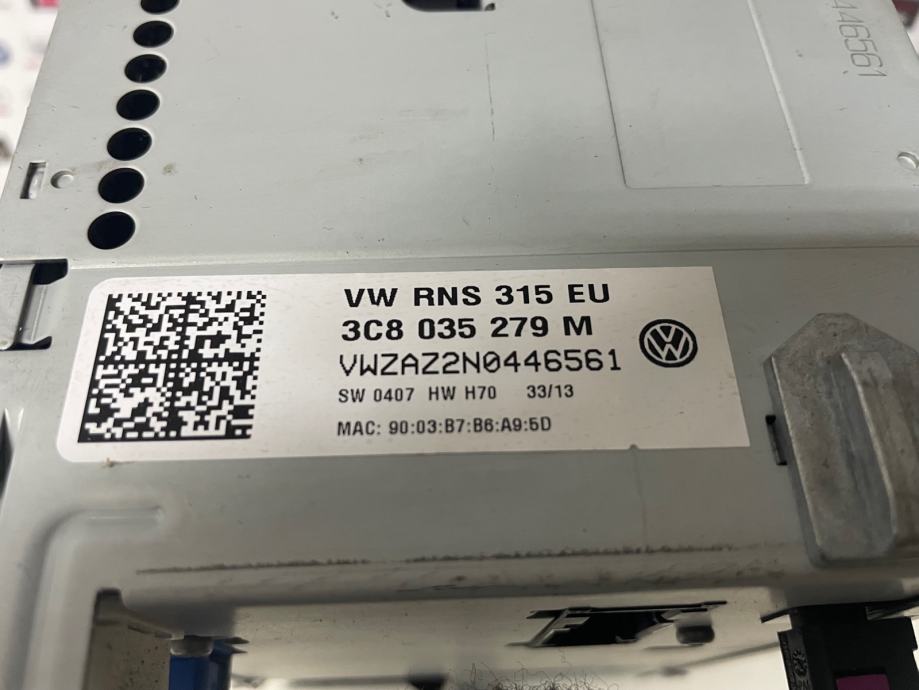 446561
VW RNS 315 EU
3C8 035 279 M
VWZAZ2N0446561
SW 0407 HW H70 33/13
MAC: 90:03:B7:B6:A9:5D